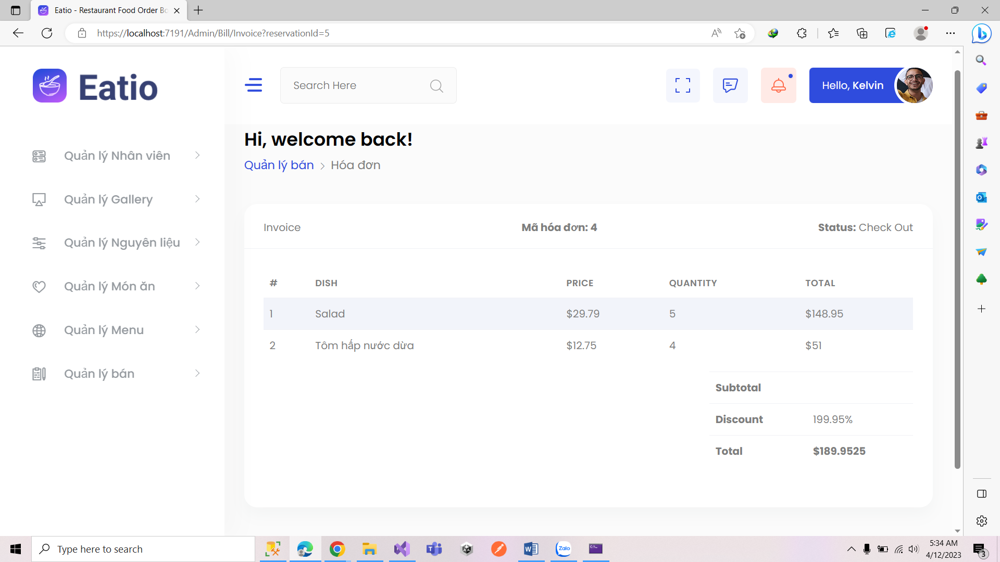 Eatio - Restaurant Food Order Bo
https://localhost:7191/Admin/Bill/Invoice?reservationId=5
Eatio
Search Here
Hello, Kelvin
Quản lý Nhân viên
Quản lý Gallery
Quản lý Nguyên liệu
Quản lý Món ăn
Quản lý Menu
Quản lý bán
Hi, welcome back!
Quản lý bán > Hóa đơn
Invoice Mã hóa đơn: 4 Status: Check Out
# DISH PRICE QUANTITY TOTAL
1 Salad $29.79 5 $148.95
2 Tôm hấp nước dừa $12.75 4 $51
Subtotal
Discount 199.95%
Total $189.9525
Type here to search
Zalo
5:34 AM
4/12/2023
3